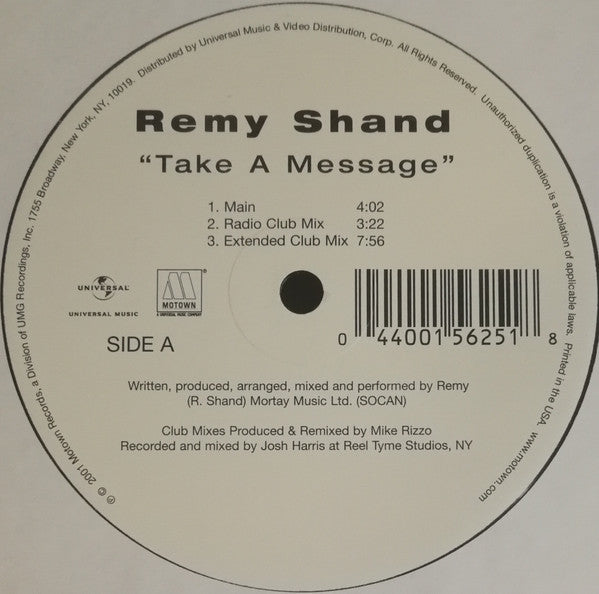 Remy Shand
“Take A Message”
1. Main 4:02
2. Radio Club Mix 3:22
3. Extended Club Mix 7:56
UNIVERSAL
UNIVERSAL MUSIC
M
MOTOWN
A UNIVERSAL MUSIC COMPANY
SIDE A
0 44001 56251 8
Written, produced, arranged, mixed and performed by Remy
(R. Shand) Mortay Music Ltd. (SOCAN)
Club Mixes Produced & Remixed by Mike Rizzo
Recorded and mixed by Josh Harris at Reel Tyme Studios, NY
℗ © 2001 Motown Records, a Division of UMG Recordings, Inc. 1755 Broadway, New York, NY, 10019. Distributed by Universal Music & Video Distribution, Corp. All Rights Reserved. Unauthorized duplication is a violation of applicable laws. Printed in the USA. www.motown.com